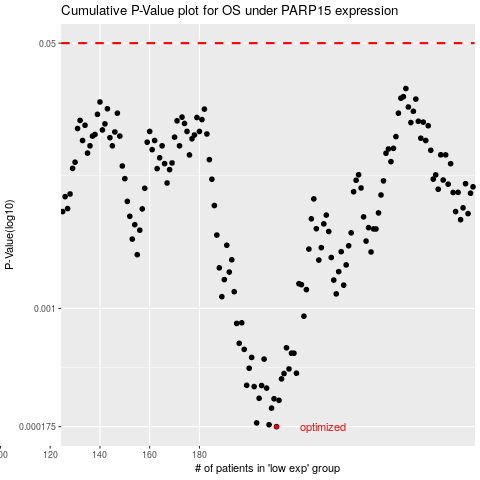 Cumulative P-Value plot for OS under PARP15 expression
0.05
P-Value(log10)
0.001
optimized
0.000175
00 120 140 160 180
# of patients in 'low exp' group